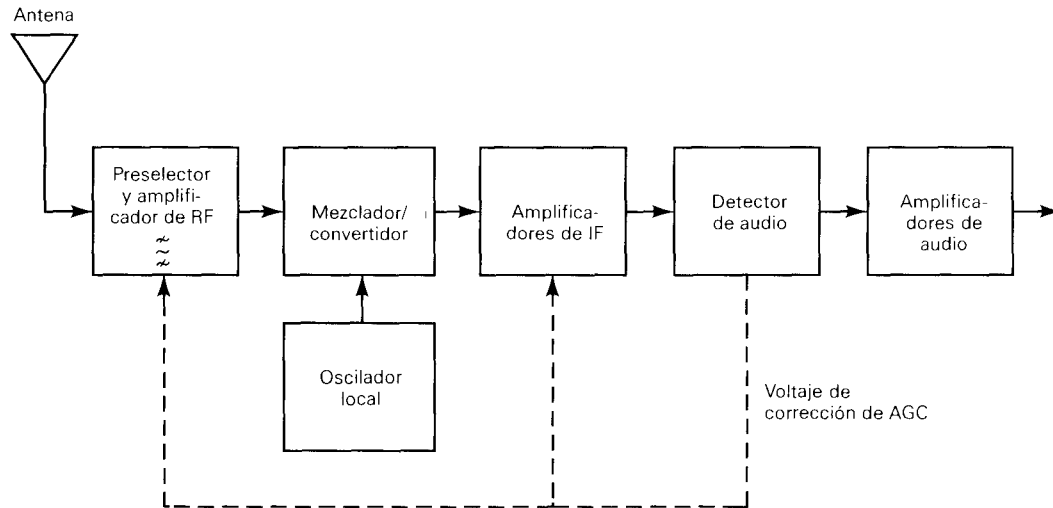 Antena
Preselector
y amplifi-
cador de RF
Mezclador/
convertidor
Amplifica-
dores de IF
Detector
de audio
Amplifica-
dores de
audio
Oscilador
local
Voltaje de
corrección de AGC